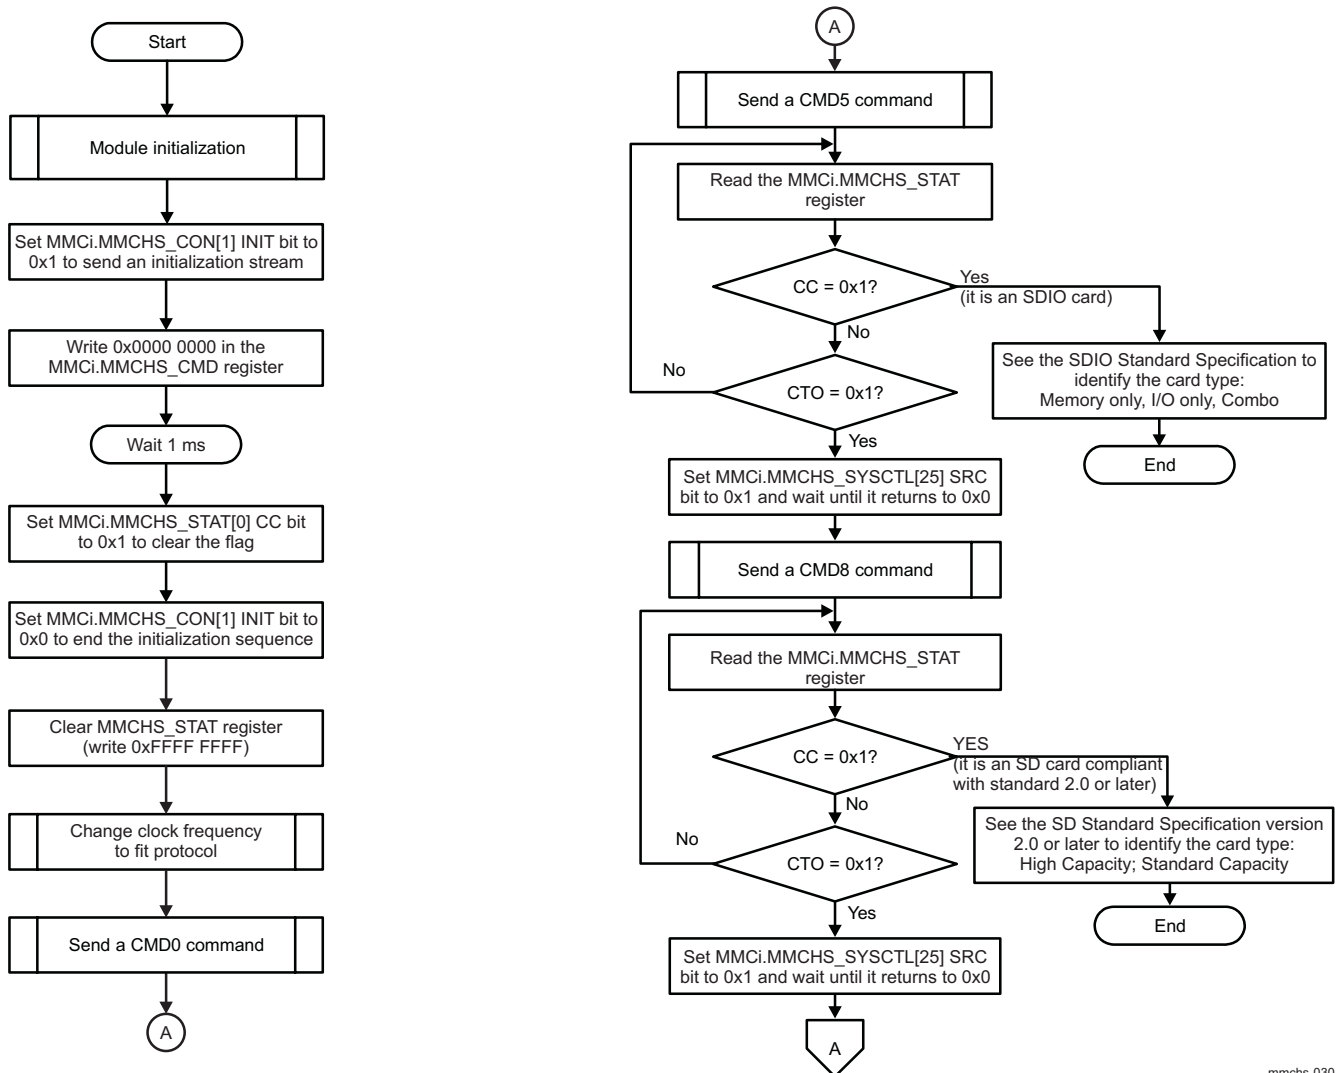 Start
Module initialization
Set MMCi.MMCHS_CON[1] INIT bit to
0x1 to send an initialization stream
Write 0x0000 0000 in the
MMCi.MMCHS_CMD register
Wait 1 ms
Set MMCi.MMCHS_STAT[0] CC bit
to 0x1 to clear the flag
Set MMCi.MMCHS_CON[1] INIT bit to
0x0 to end the initialization sequence
Clear MMCHS_STAT register
(write 0xFFFF FFFF)
Change clock frequency
to fit protocol
Send a CMD0 command
A
A
Send a CMD5 command
Read the MMCi.MMCHS_STAT
register
CC = 0x1?
Yes
(it is an SDIO card)
No
See the SDIO Standard Specification to
identify the card type:
Memory only, I/O only, Combo
End
No
CTO = 0x1?
Yes
Set MMCi.MMCHS_SYSCTL[25] SRC
bit to 0x1 and wait until it returns to 0x0
Send a CMD8 command
Read the MMCi.MMCHS_STAT
register
CC = 0x1?
YES
(it is an SD card compliant
with standard 2.0 or later)
No
See the SD Standard Specification version
2.0 or later to identify the card type:
High Capacity; Standard Capacity
End
No
CTO = 0x1?
Yes
Set MMCi.MMCHS_SYSCTL[25] SRC
bit to 0x1 and wait until it returns to 0x0
A
mmchs-030